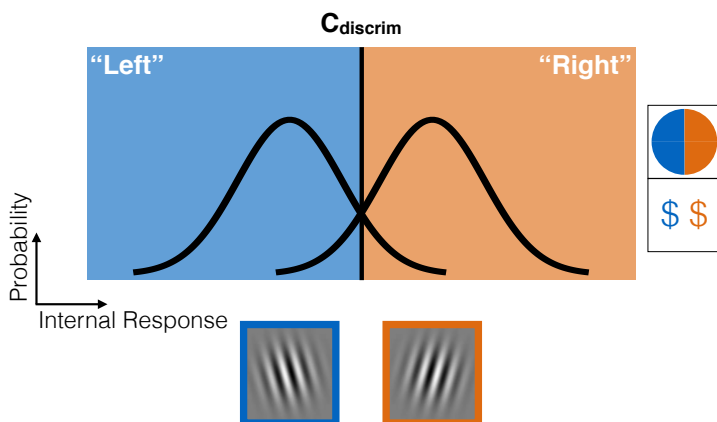 Cdiscrim
“Left” “Right”
$ $
Probability
Internal Response